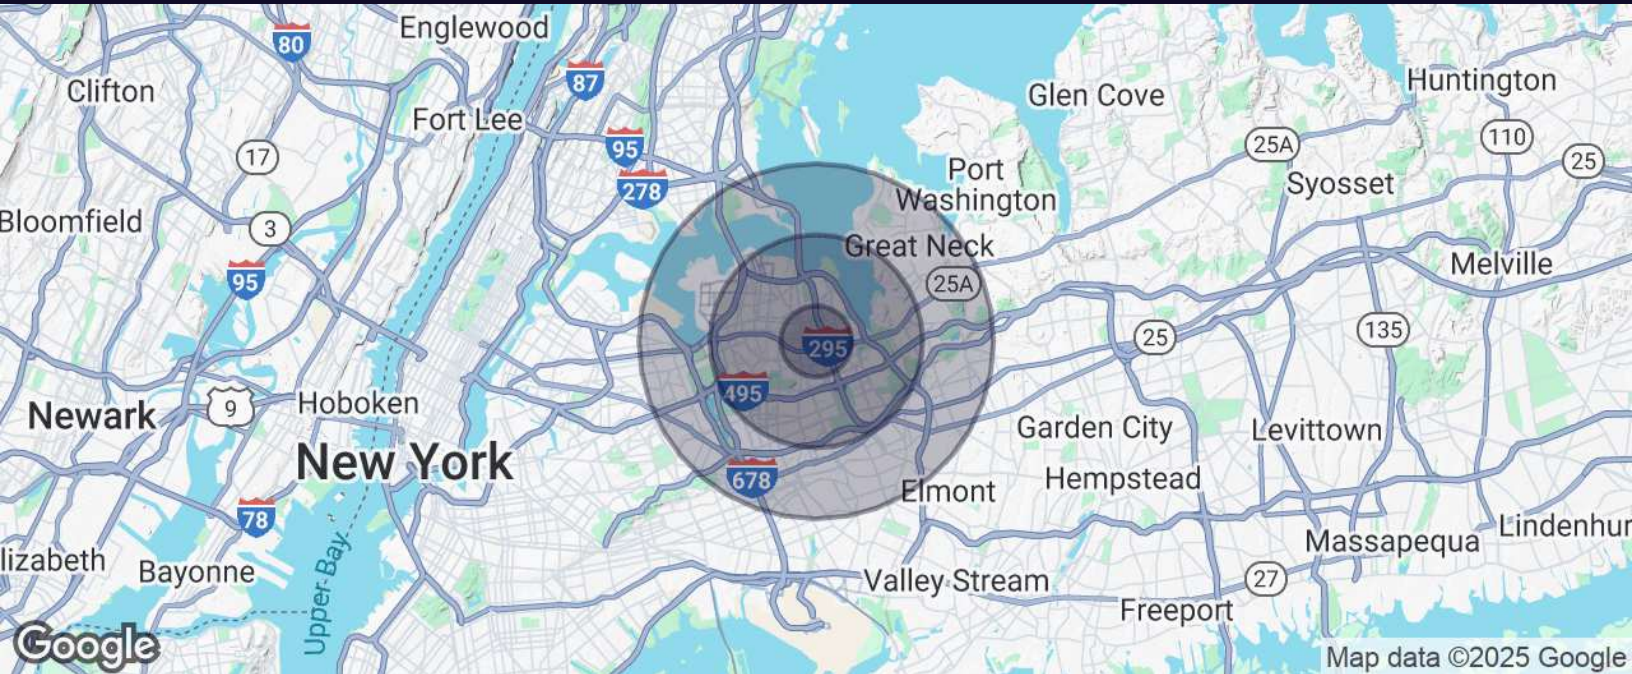 Englewood
80
87
Clifton
Glen Cove
Huntington
Fort Lee
17
95
278
25A
110
25
Port
Washington
Syosset
Bloomfield
3
Great Neck
25A
Melville
95
295
25
135
495
9
Hoboken
Newark
New York
Garden City
Levittown
678
Elmont
Hempstead
78
Lindenhur
Massapequa
lizabeth
Bayonne
Upper Bay
Valley Stream
27
Freeport
Google
Map data ©2025 Google